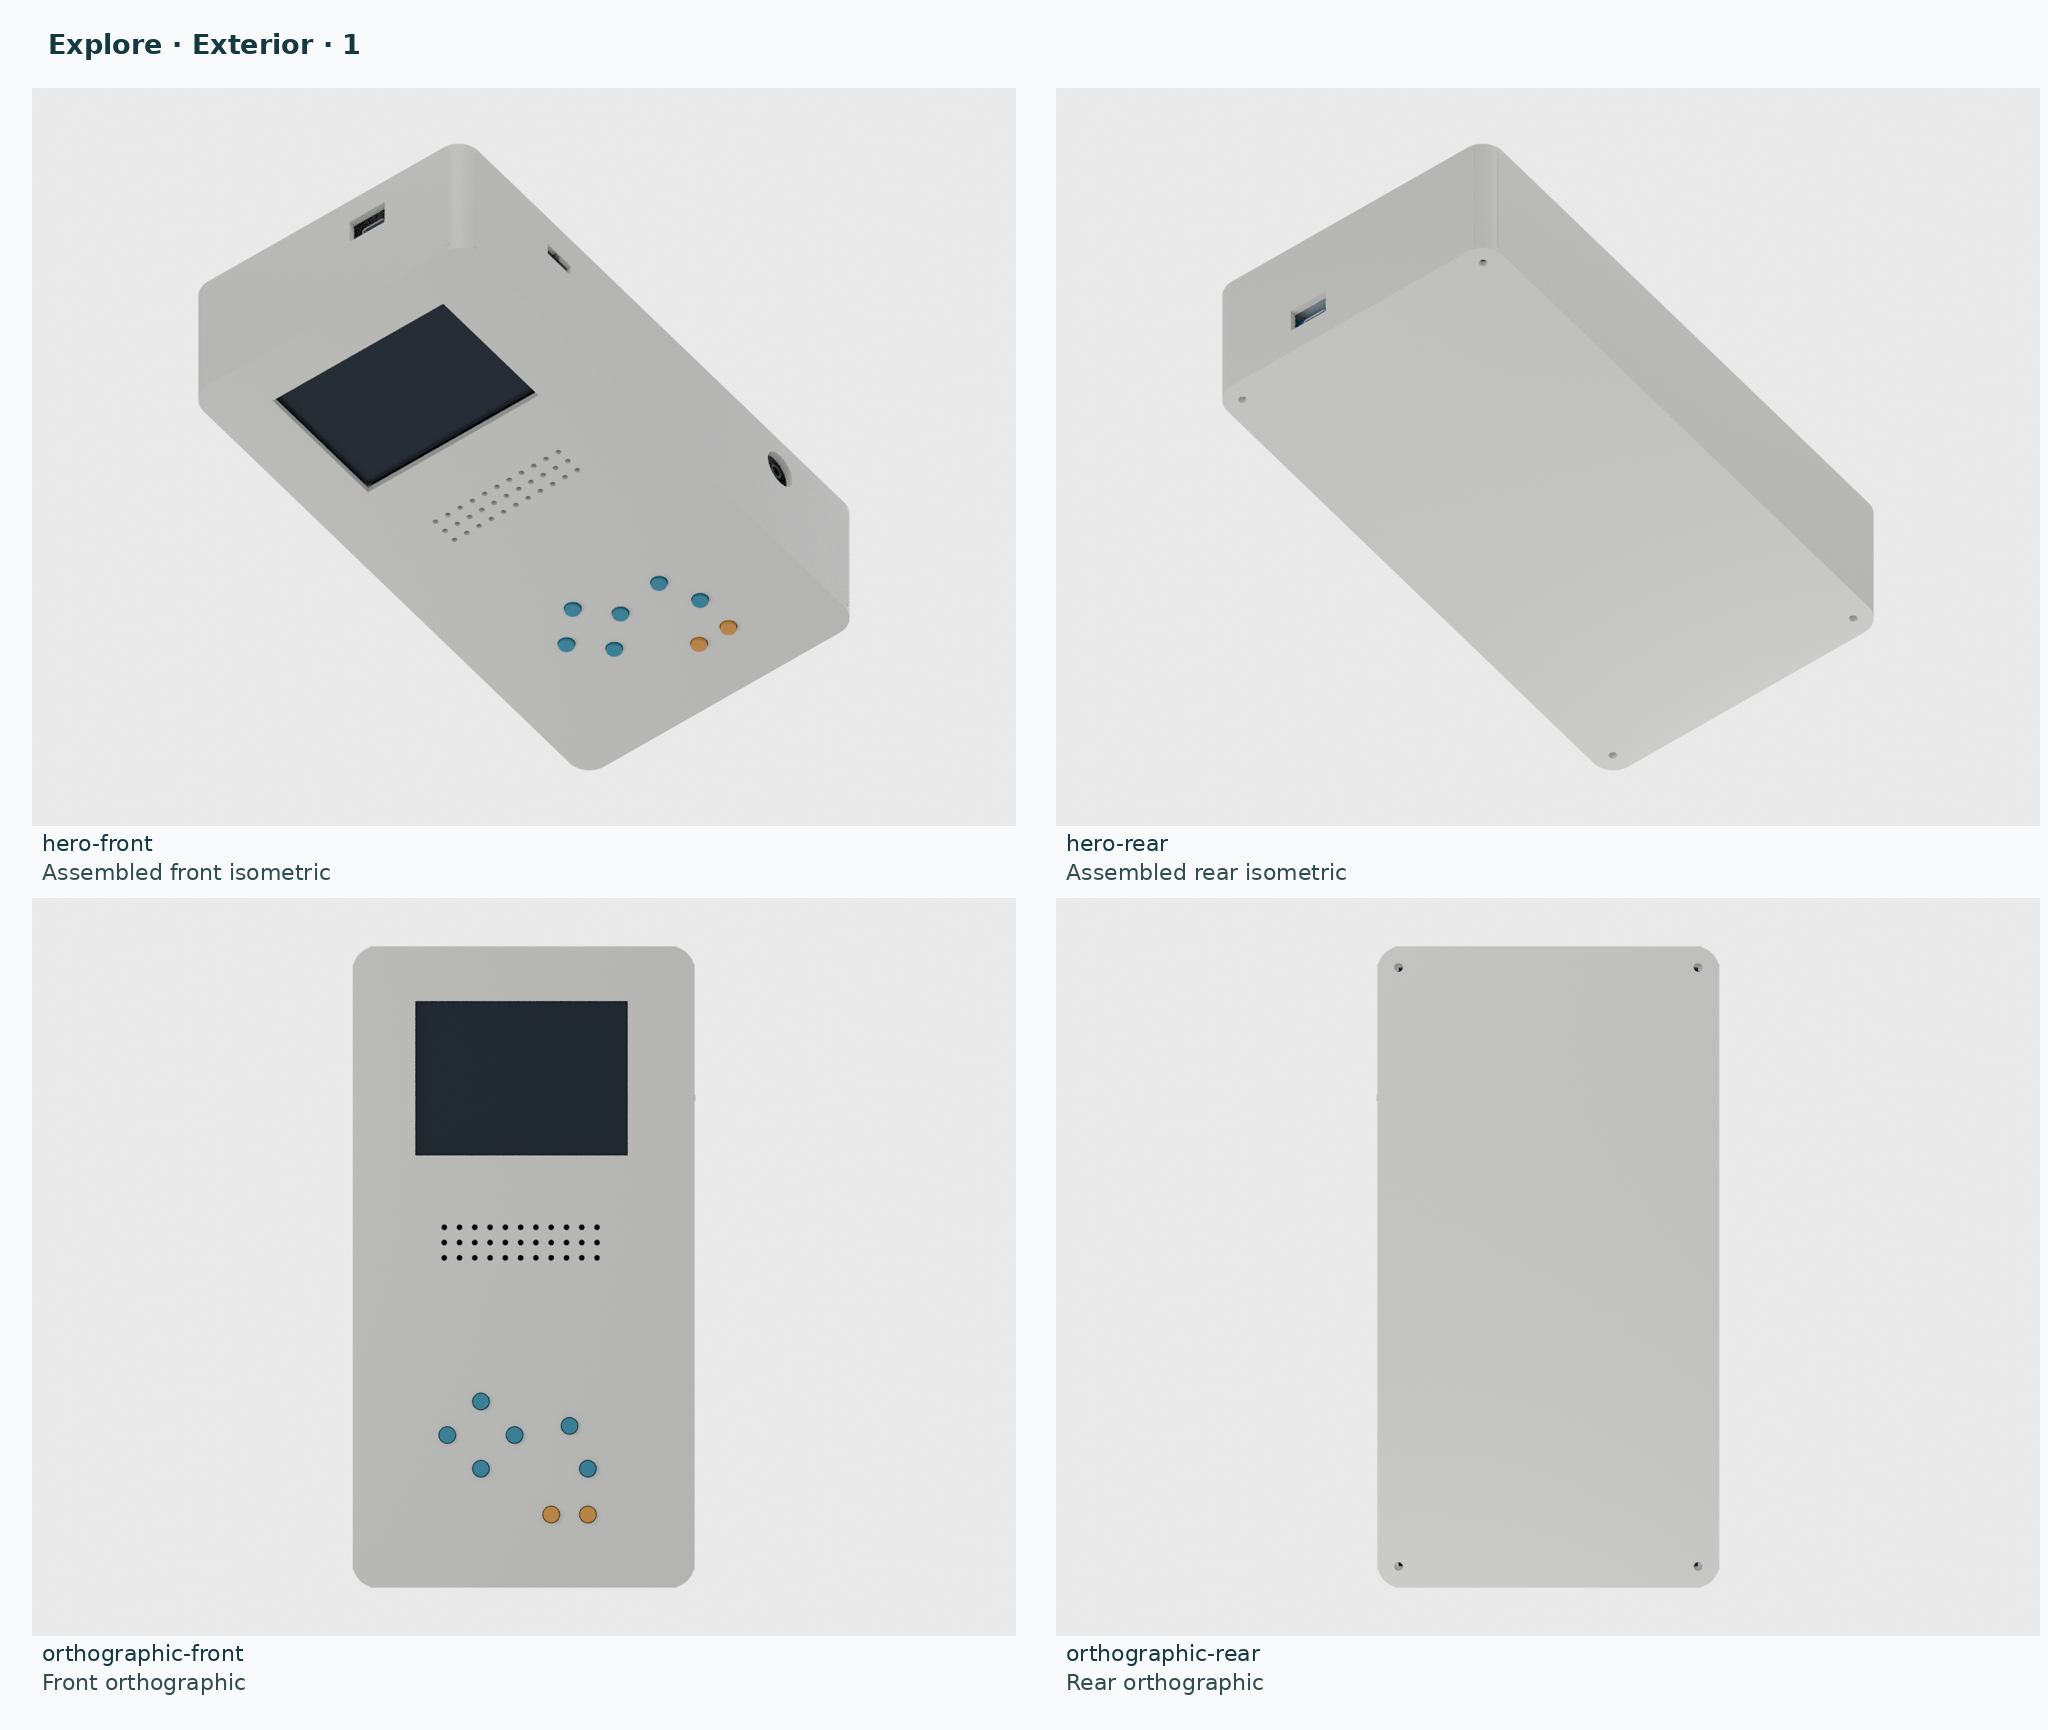 Explore · Exterior · 1
hero-front
Assembled front isometric
hero-rear
Assembled rear isometric
orthographic-front
Front orthographic
orthographic-rear
Rear orthographic